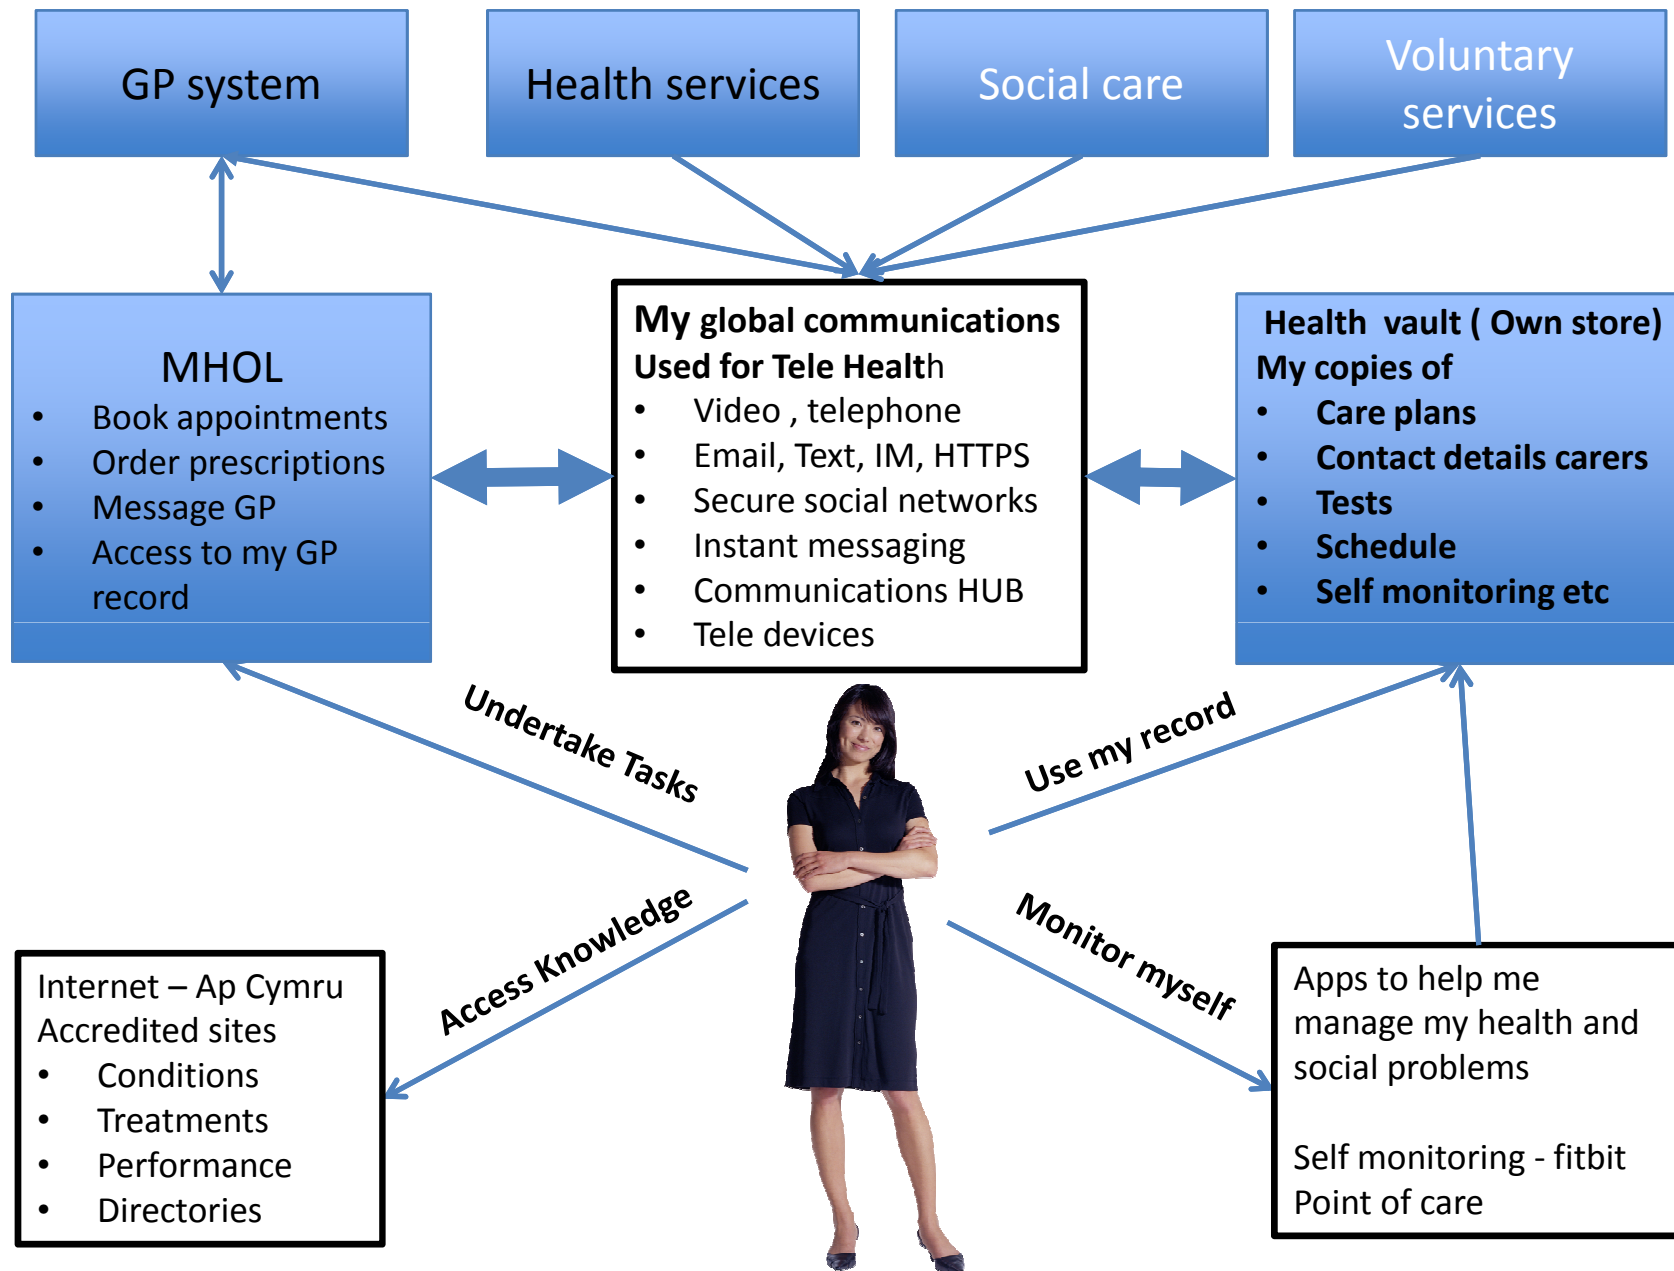 GP system
Health services
Social care
Voluntary
services
MHOL
• Book appointments
• Order prescriptions
• Message GP
• Access to my GP
record
My global communications
Used for Tele Health
• Video , telephone
• Email, Text, IM, HTTPS
• Secure social networks
• Instant messaging
• Communications HUB
• Tele devices
Health vault ( Own store)
My copies of
• Care plans
• Contact details carers
• Tests
• Schedule
• Self monitoring etc
Undertake Tasks
Use my record
Access Knowledge
Monitor myself
Internet – Ap Cymru
Accredited sites
• Conditions
• Treatments
• Performance
• Directories
Apps to help me
manage my health and
social problems
Self monitoring - fitbit
Point of care